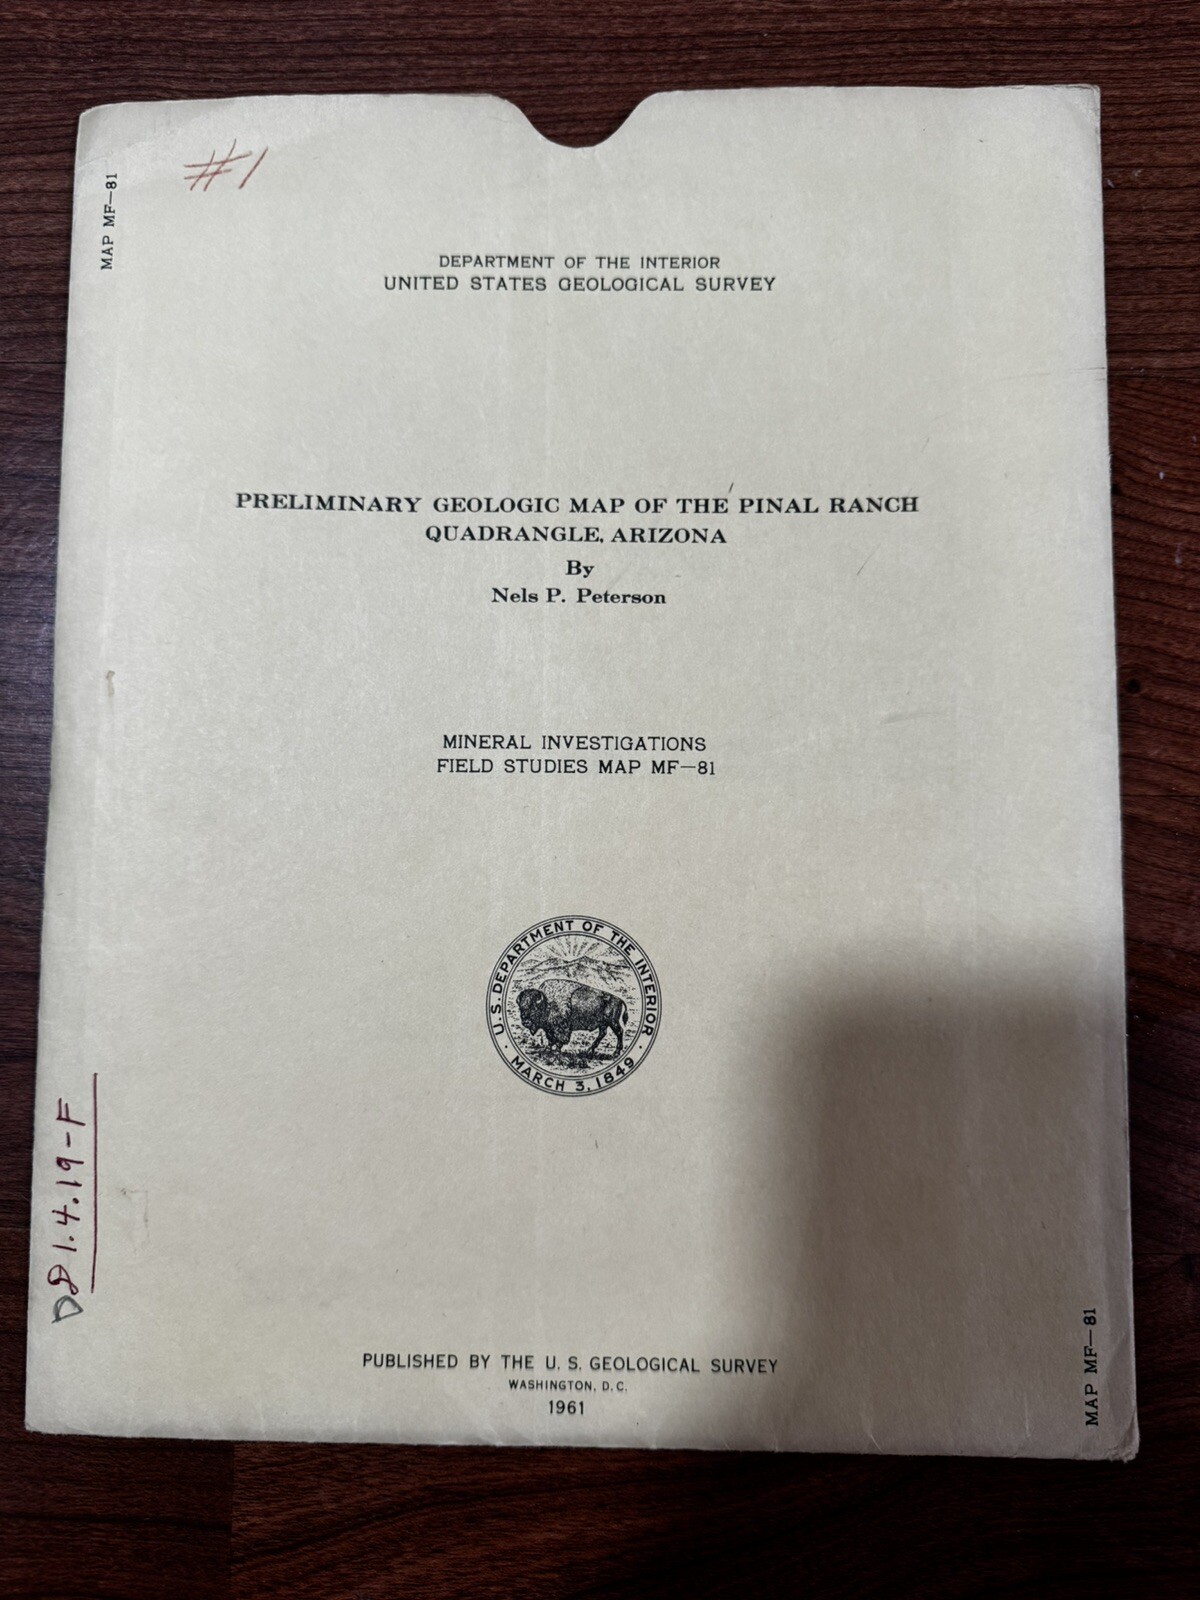 MAP MF—81
#1
DEPARTMENT OF THE INTERIOR
UNITED STATES GEOLOGICAL SURVEY
PRELIMINARY GEOLOGIC MAP OF THE PINAL RANCH
QUADRANGLE, ARIZONA
By
Nels P. Peterson
MINERAL INVESTIGATIONS
FIELD STUDIES MAP MF—81
U.S. DEPARTMENT OF THE INTERIOR
MARCH 3, 1849
1.4.19-F
PUBLISHED BY THE U. S. GEOLOGICAL SURVEY
WASHINGTON, D. C.
1961
MAP MF—81